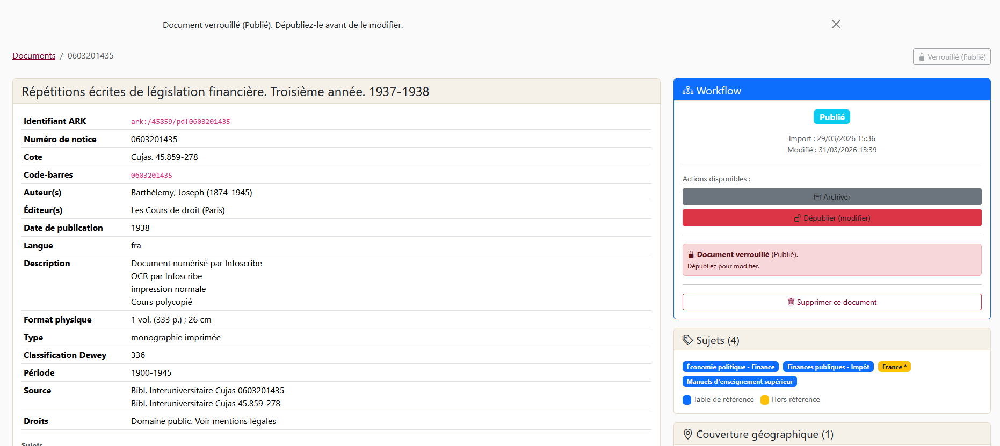 Document verrouillé (Publié). Dépubliez-le avant de le modifier.
Documents / 0603201435
Verrouillé (Publié)
Répétitions écrites de législation financière. Troisième année. 1937-1938
Identifiant ARK ark:/45859/pdf0603201435
Numéro de notice 0603201435
Cote Cujas. 45.859-278
Code-barres 0603201435
Auteur(s) Barthélemy, Joseph (1874-1945)
Éditeur(s) Les Cours de droit (Paris)
Date de publication 1938
Langue fra
Description Document numérisé par Infoscribe
OCR par Infoscribe
impression normale
Cours polycopié
Format physique 1 vol. (333 p.) ; 26 cm
Type monographie imprimée
Classification Dewey 336
Période 1900-1945
Source Bibl. Interuniversitaire Cujas 0603201435
Bibl. Interuniversitaire Cujas 45.859-278
Droits Domaine public. Voir mentions légales
Sujets
Workflow
Publié
Import : 29/03/2026 15:36
Modifié : 31/03/2026 13:39
Actions disponibles :
Archiver
Dépublier (modifier)
Document verrouillé (Publié).
Dépubliez pour modifier.
Supprimer ce document
Sujets (4)
Économie politique - Finance Finances publiques - Impôt France *
Manuels d'enseignement supérieur
Table de référence Hors référence
Couverture géographique (1)